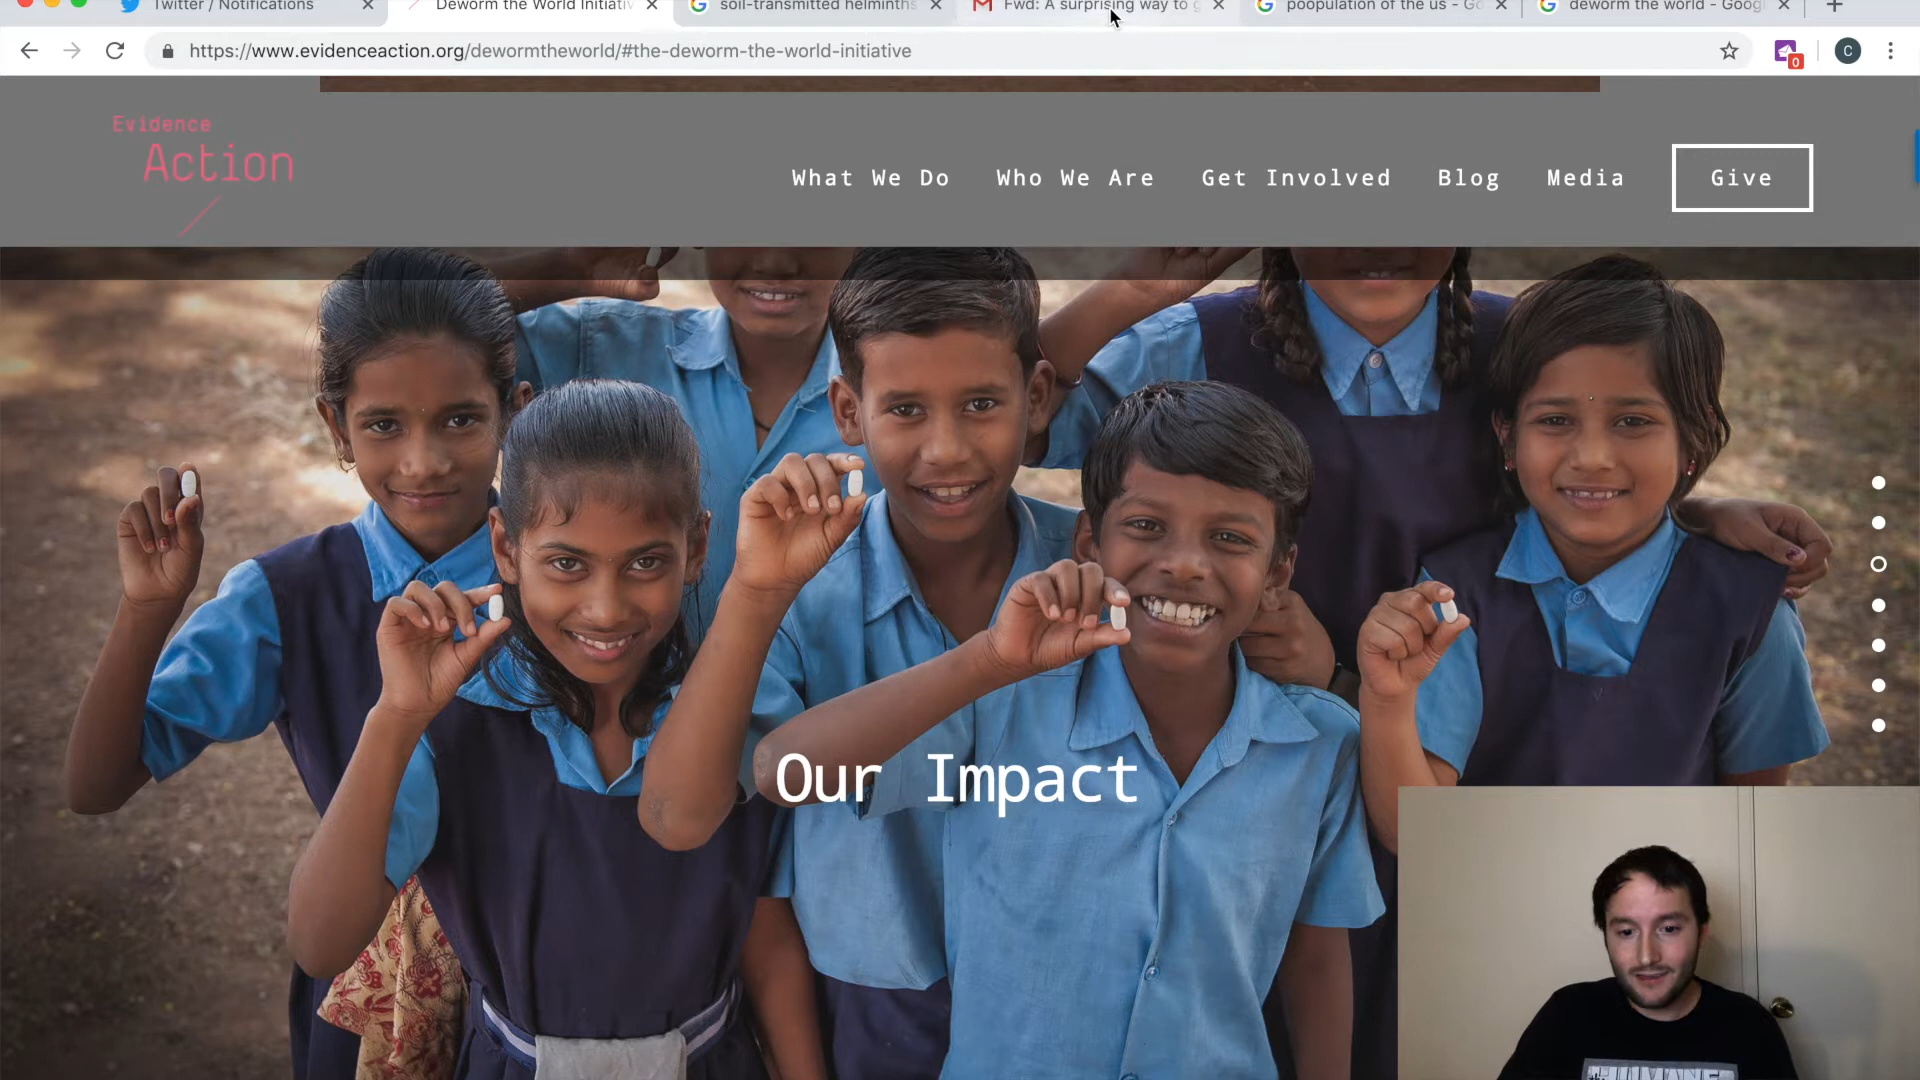 Twitter / Notifications
Deworm the World Initiativ
soil-transmitted helminths
Fwd: A surprising way to g
poopulation of the us - Go
deworm the world - Googl
https://www.evidenceaction.org/dewormtheworld/#the-deworm-the-world-initiative
0
C
Evidence
Action
What We Do
Who We Are
Get Involved
Blog
Media
Give
Our Impact